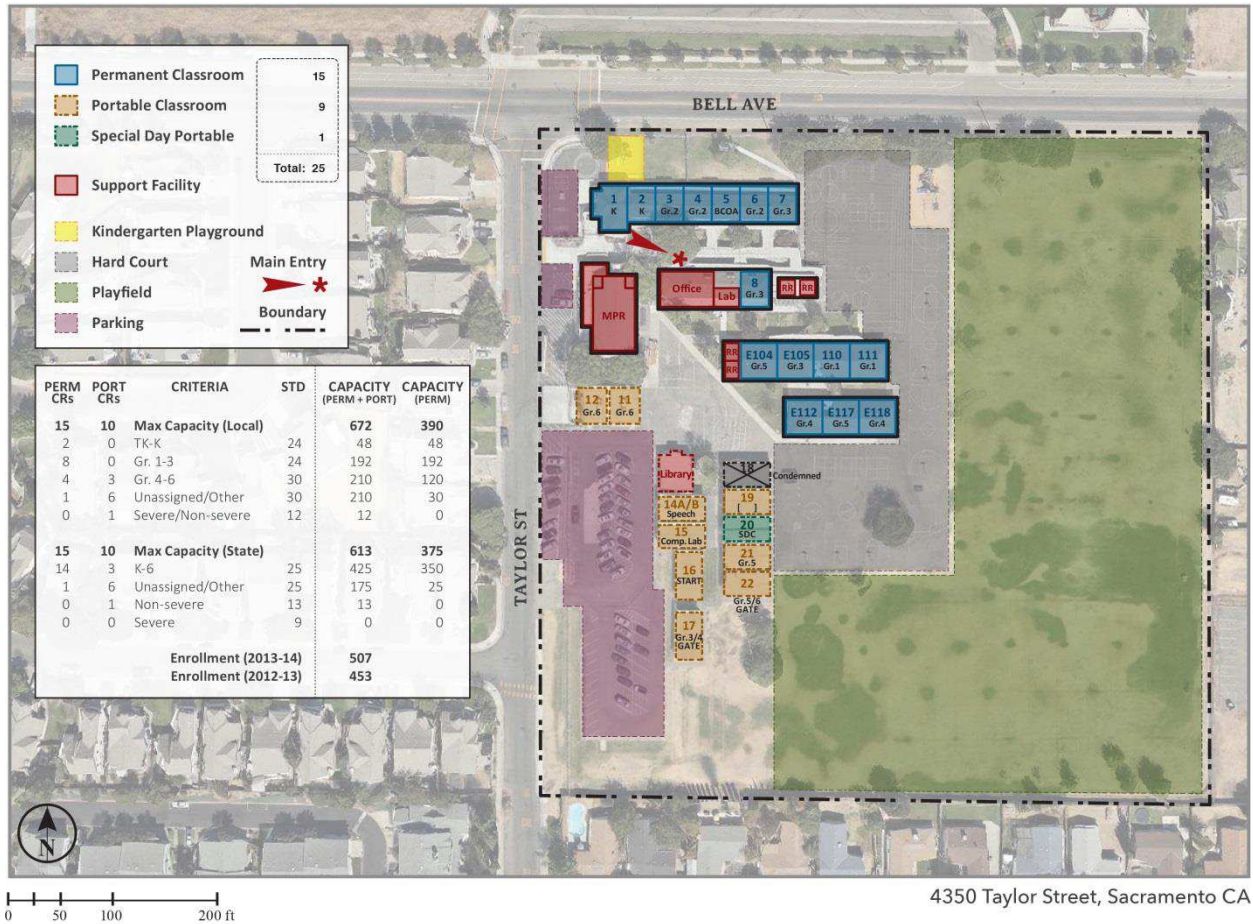 BELL AVE
Permanent Classroom 15
Portable Classroom 9
Special Day Portable 1
Total: 25
Support Facility
Kindergarten Playground
Hard Court
Main Entry
Playfield
Boundary
Parking
PERM CRs PORT CRs CRITERIA STD CAPACITY (PERM + PORT) CAPACITY (PERM)
15 10 Max Capacity (Local) 672 390
2 0 TK-K 24 48 48
8 0 Gr. 1-3 24 192 192
4 3 Gr. 4-6 30 210 120
1 6 Unassigned/Other 30 210 30
0 1 Severe/Non-severe 12 12 0
15 10 Max Capacity (State) 613 375
14 3 K-6 25 425 350
1 6 Unassigned/Other 25 175 25
0 1 Non-severe 13 13 0
0 0 Severe 9 0 0
Enrollment (2013-14) 507
Enrollment (2012-13) 453
1 2 3 4 5 6 7
K K Gr.2 Gr.2 BCOA Gr.2 Gr.3
Office
Lab
8
Gr.3
RR RR
MPR
RR
RR
E104 E105 110 111
Gr.5 Gr.3 Gr.1 Gr.1
12 11
Gr.6 Gr.6
E112 E117 E118
Gr.4 Gr.5 Gr.4
Library
18
Condemned
14A/B
Speech
19
[ ]
15
Comp. Lab
20
SDC
16
START
21
Gr.5
22
Gr.5/6
GATE
17
Gr.3/4
GATE
TAYLOR ST
N
0 50 100 200 ft
4350 Taylor Street, Sacramento CA